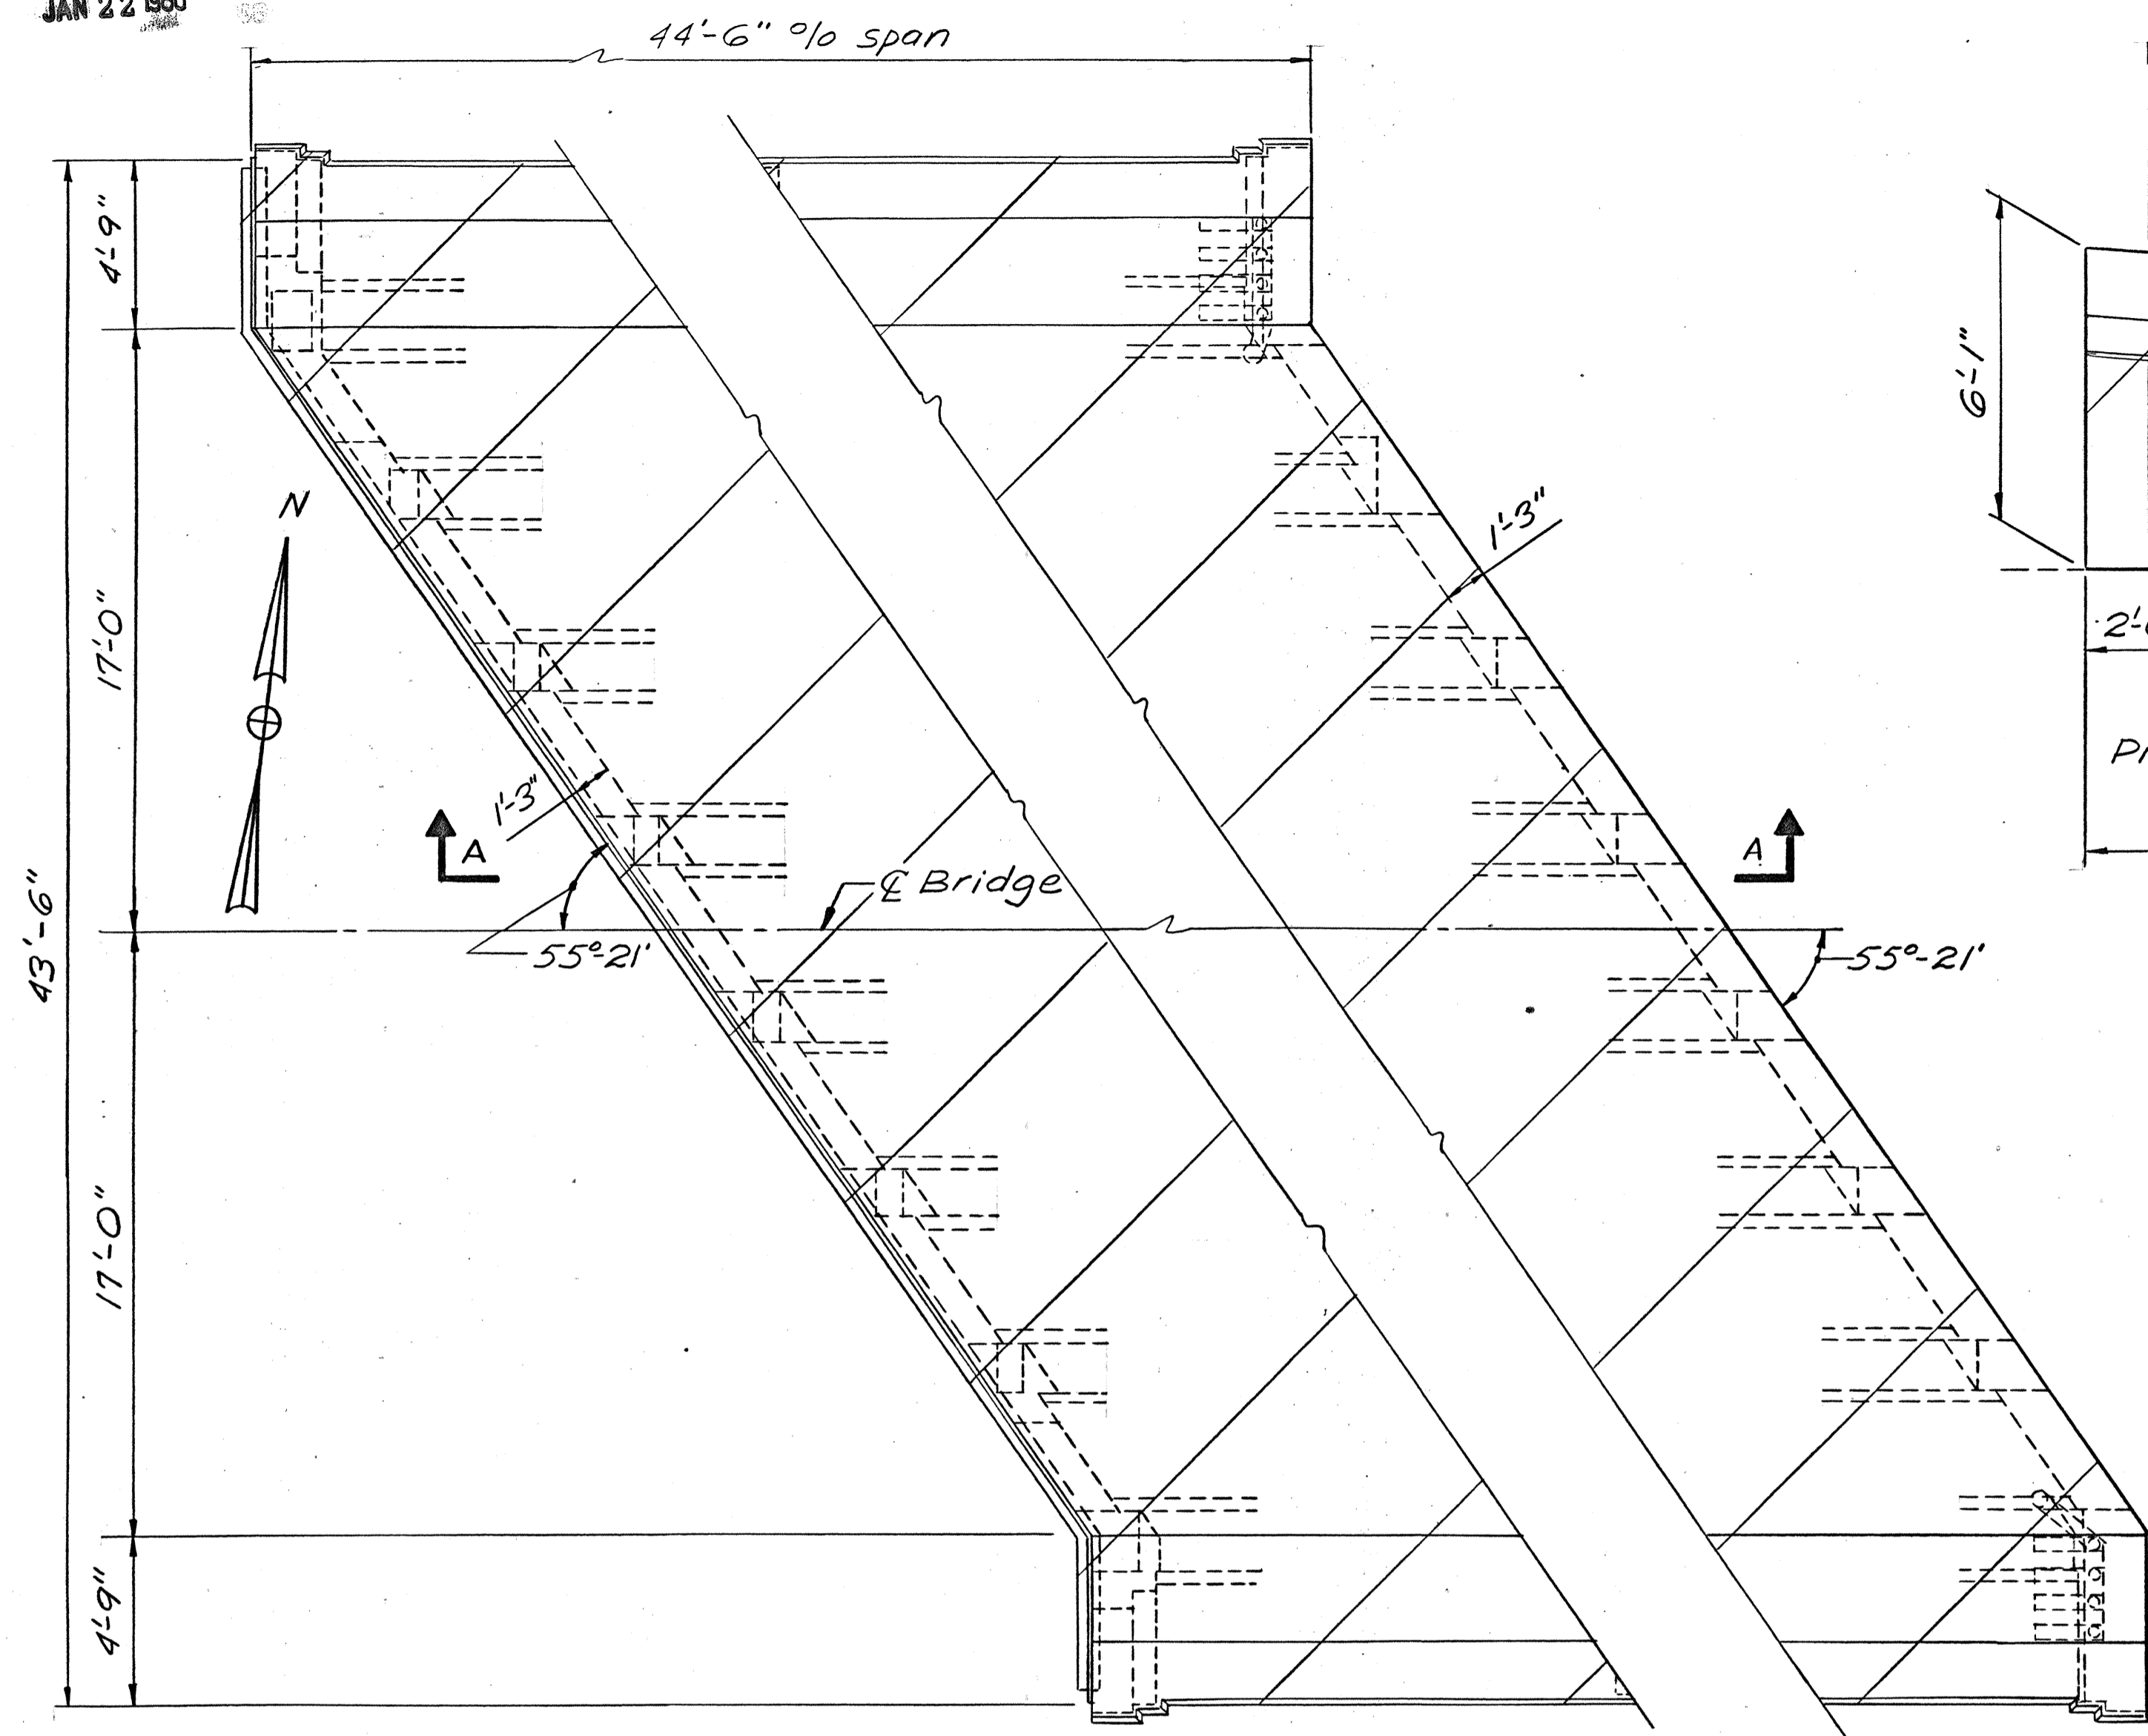 JAN 22 1960
44'-6" o/o span
4'-9"
6'-1"
N
1'-3"
17'-0"
2'-
1'-3"
A
A
℄ Bridge
43'-6"
55°-21'
55°-21'
17'-0"
4'-9"